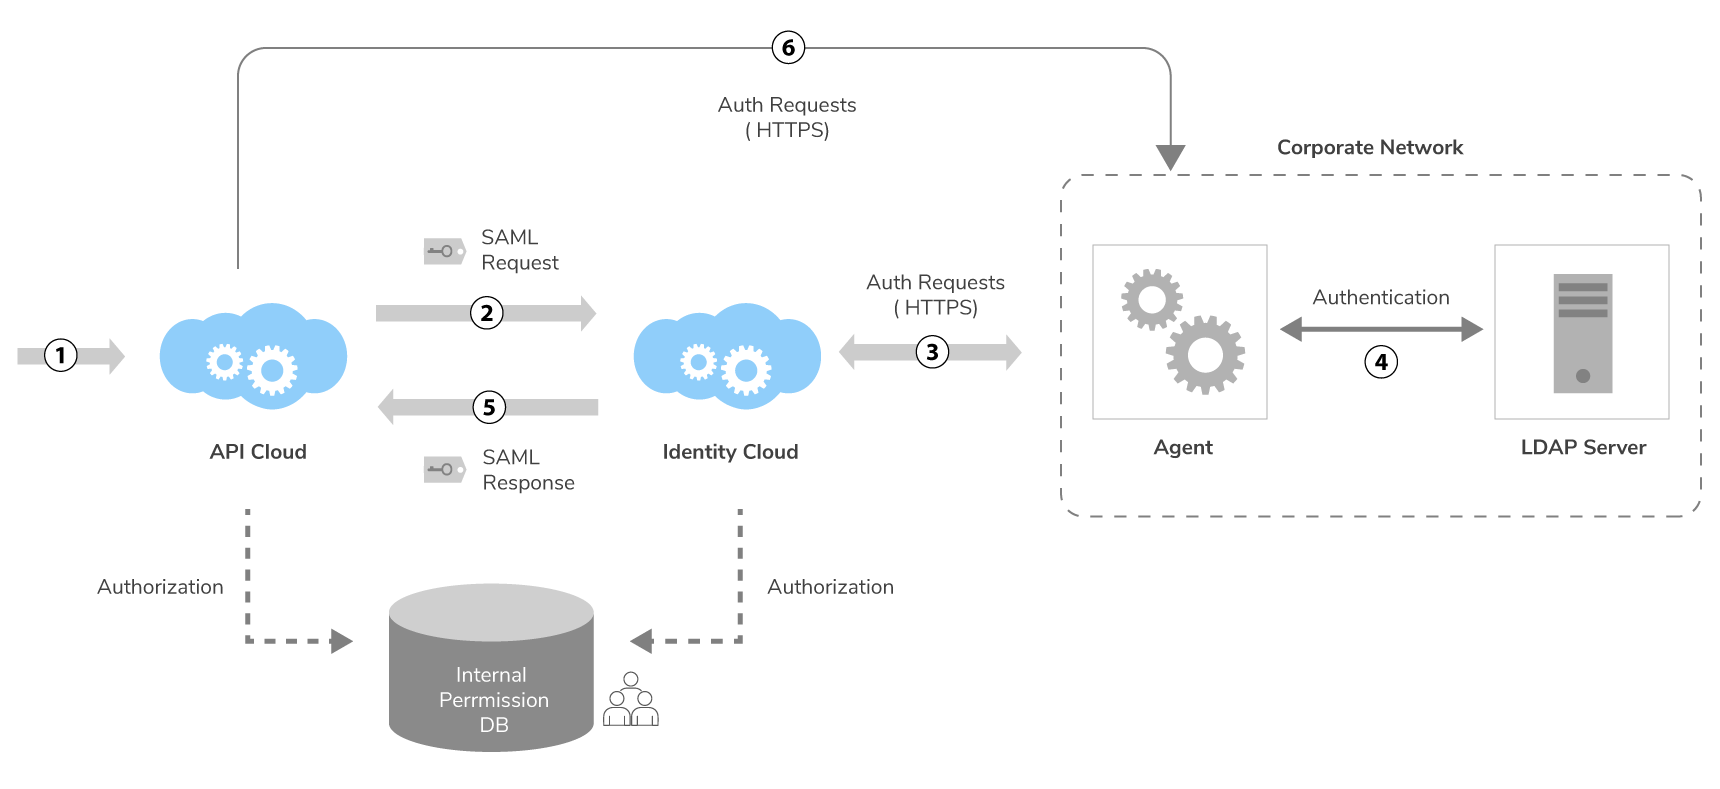 6
Auth Requests
( HTTPS)
Corporate Network
SAML
Request
2
Auth Requests
( HTTPS)
3
Authentication
4
1
5
API Cloud
Identity Cloud
Agent
LDAP Server
SAML
Response
Authorization
Authorization
Internal
Perrmission
DB